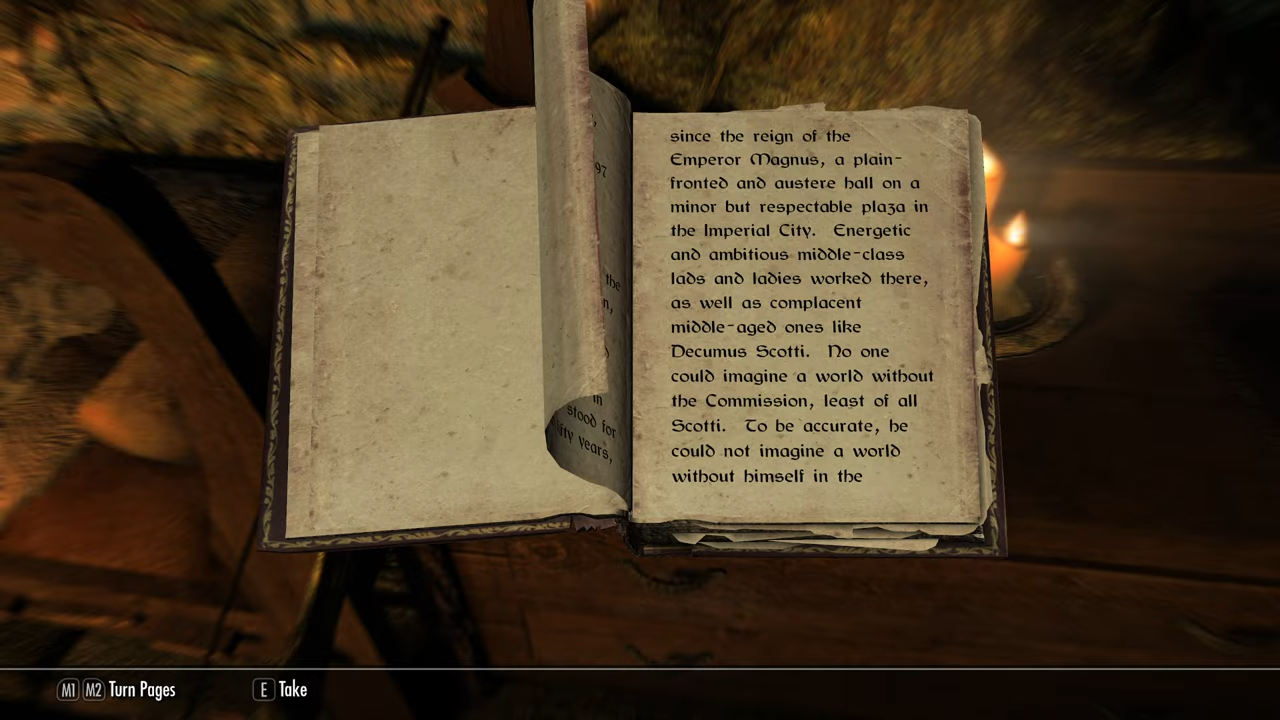 97
the
in
stood for
years,
since the reign of the
Emperor Magnus, a plain-
fronted and austere hall on a
minor but respectable plaza in
the Imperial City. Energetic
and ambitious middle-class
lads and ladies worked there,
as well as complacent
middle-aged ones like
Decumus Scotti. No one
could imagine a world without
the Commission, least of all
Scotti. To be accurate, he
could not imagine a world
without himself in the
M1 M2 Turn Pages
E Take